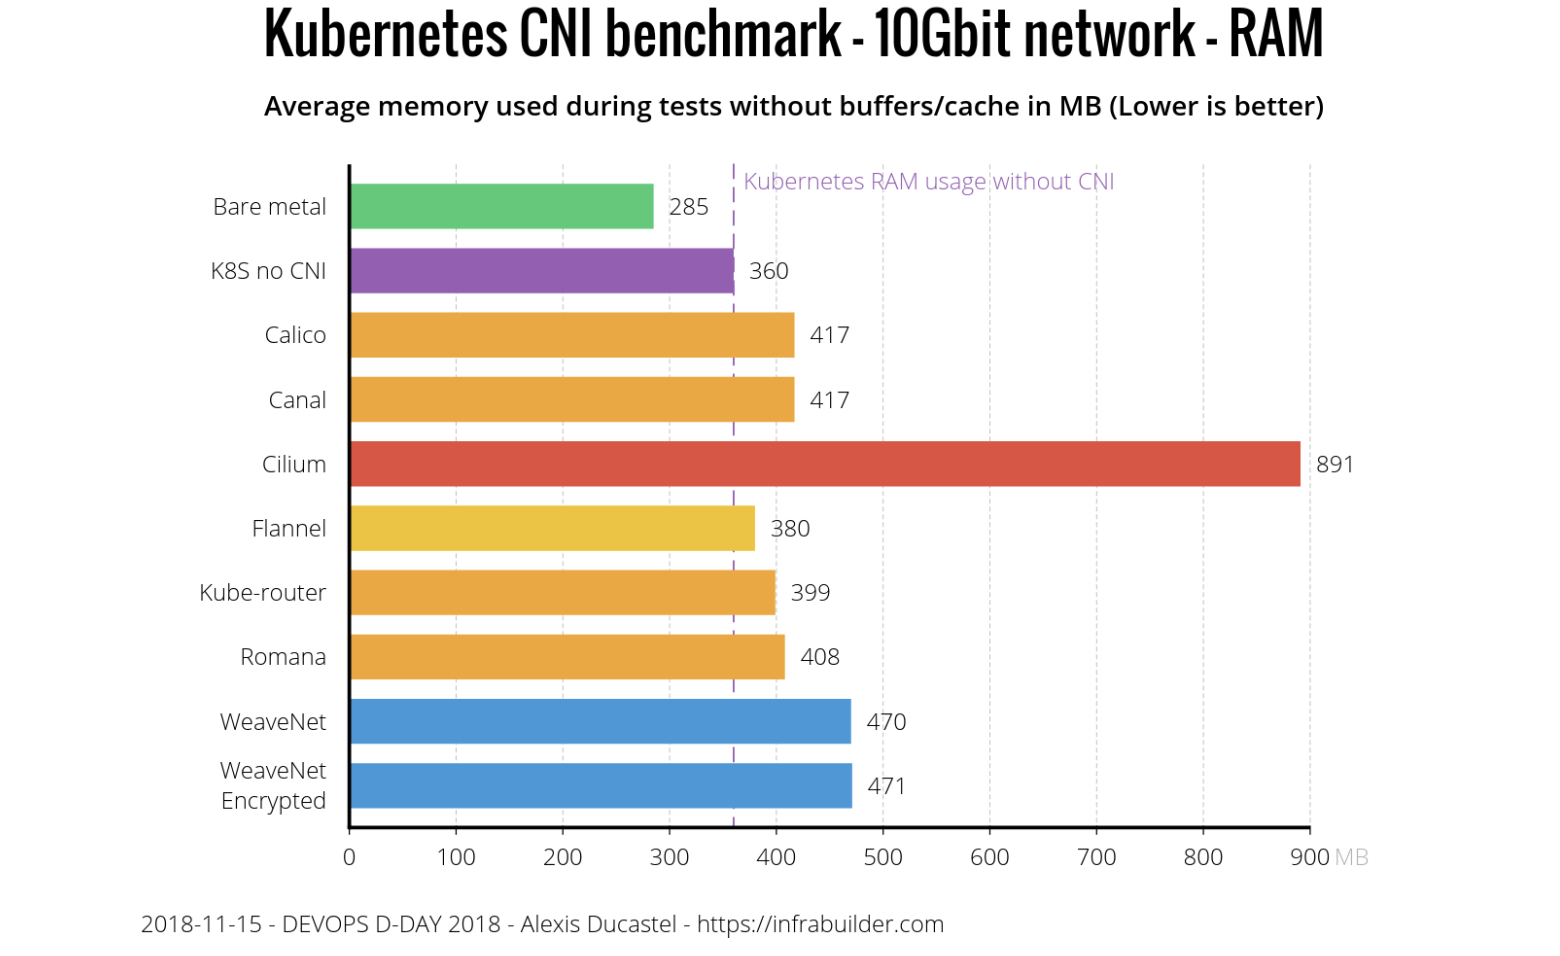 Kubernetes CNI benchmark - 10Gbit network - RAM
Average memory used during tests without buffers/cache in MB (Lower is better)
Kubernetes RAM usage without CNI
Bare metal 285
K8S no CNI 360
Calico 417
Canal 417
Cilium 891
Flannel 380
Kube-router 399
Romana 408
WeaveNet 470
WeaveNet
Encrypted 471
0 100 200 300 400 500 600 700 800 900 MB
2018-11-15 - DEVOPS D-DAY 2018 - Alexis Ducastel - https://infrabuilder.com